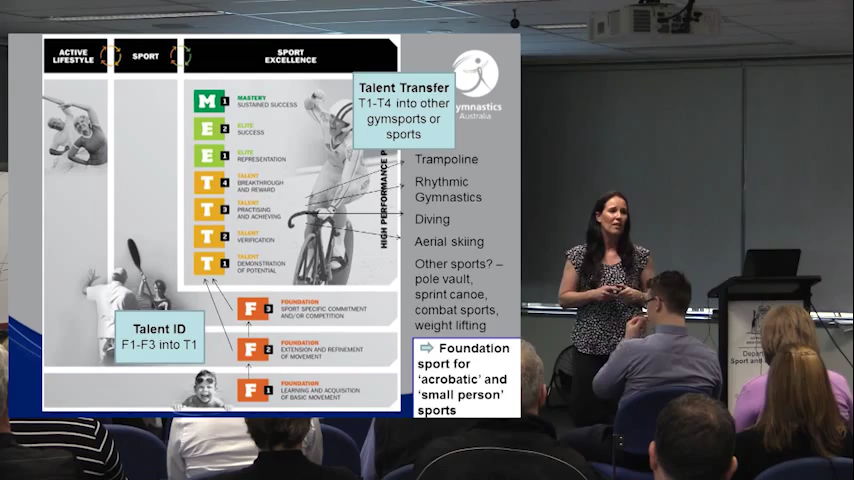 ACTIVE
LIFESTYLE
SPORT
SPORT
EXCELLENCE
M 1 MASTERY
SUSTAINED SUCCESS
E 2 ELITE
SUCCESS
E 1 ELITE
REPRESENTATION
T 4 TALENT
BREAKTHROUGH
AND REWARD
T 3 TALENT
PRACTISING
AND ACHIEVING
T 2 TALENT
VERIFICATION
T 1 TALENT
DEMONSTRATION
OF POTENTIAL
F 3 FOUNDATION
SPORT SPECIFIC COMMITMENT
AND/OR COMPETITION
F 2 FOUNDATION
EXTENSION AND REFINEMENT
OF MOVEMENT
F 1 FOUNDATION
LEARNING AND ACQUISITION
OF BASIC MOVEMENT
HIGH PERFORMANCE
Talent ID
F1-F3 into T1
Talent Transfer
T1-T4 into other
gymsports or
sports
ymnastics
Australia
Trampoline
Rhythmic
Gymnastics
Diving
Aerial skiing
Other sports? –
pole vault,
sprint canoe,
combat sports,
weight lifting
⇨ Foundation
sport for
‘acrobatic’ and
‘small person’
sports
Depar
Sport and